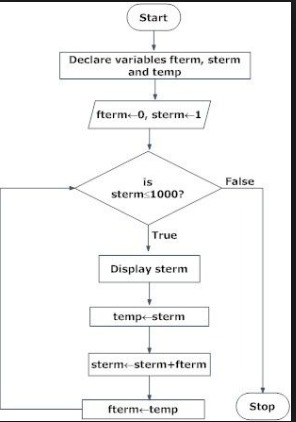 Start
Declare variables fterm, sterm
and temp
fterm←0, sterm←1
is
sterm≤1000?
False
True
Display sterm
temp←sterm
sterm←sterm+fterm
fterm←temp
Stop